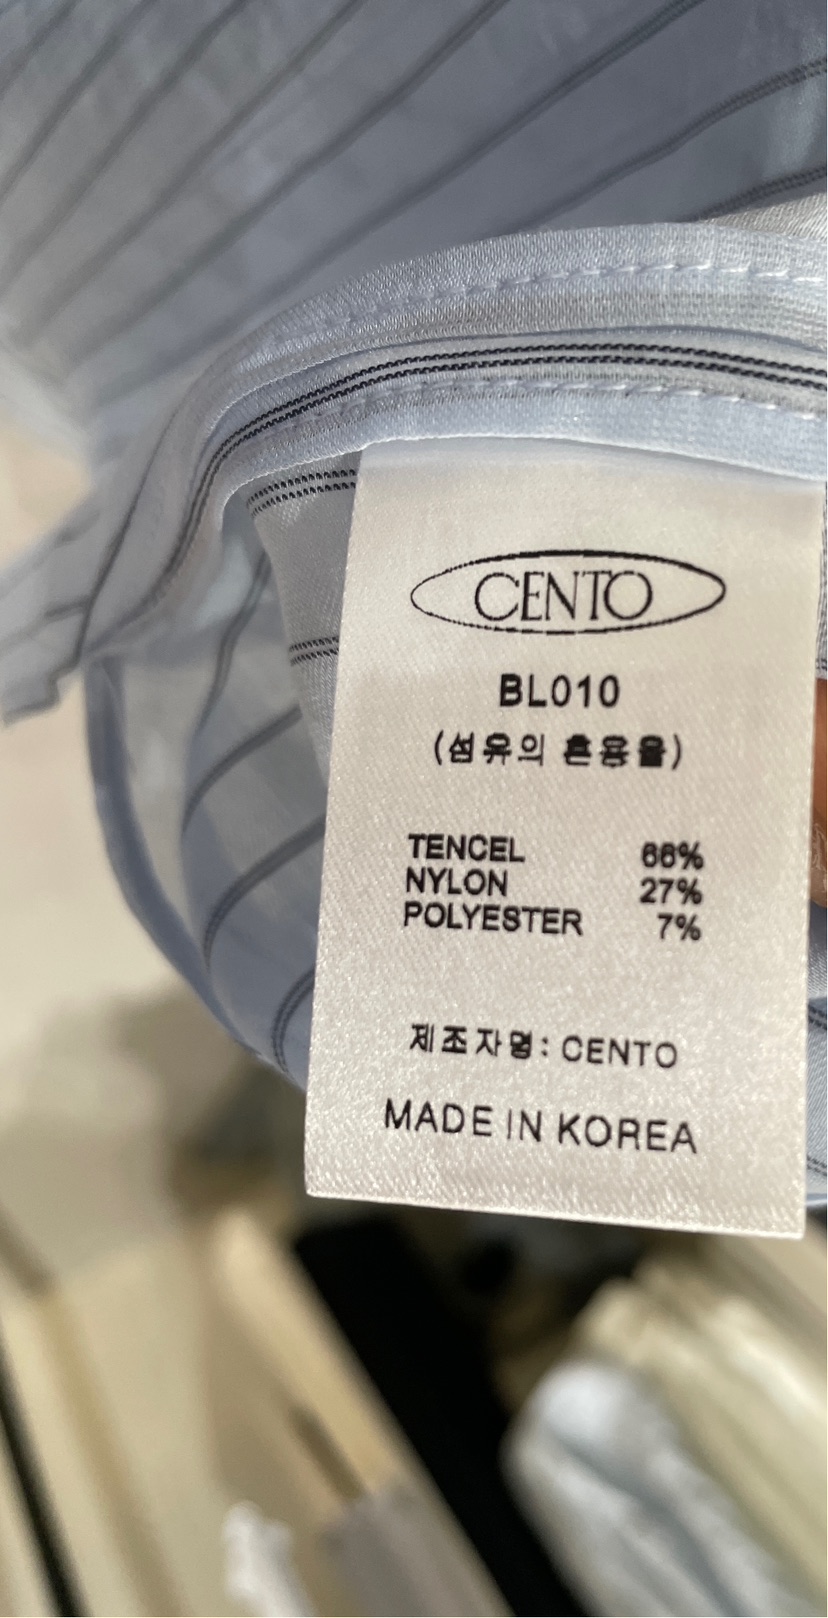 CENTO
BL010
(섬유의 혼용율)
TENCEL 66%
NYLON 27%
POLYESTER 7%
제조자명: CENTO
MADE IN KOREA